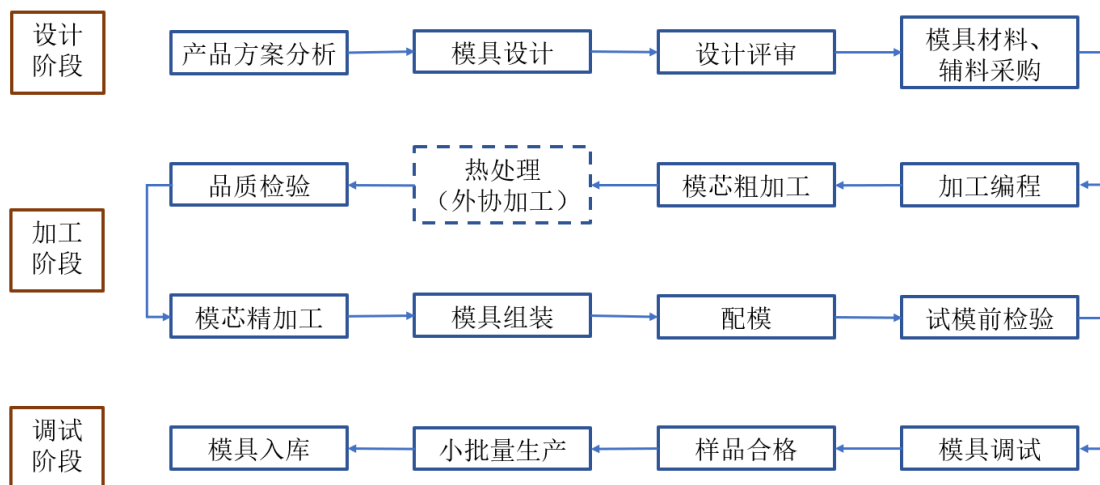 设计
阶段
产品方案分析
模具设计
设计评审
模具材料、
辅料采购
品质检验
热处理
（外协加工）
模芯粗加工
加工编程
加工
阶段
模芯精加工
模具组装
配模
试模前检验
调试
阶段
模具入库
小批量生产
样品合格
模具调试